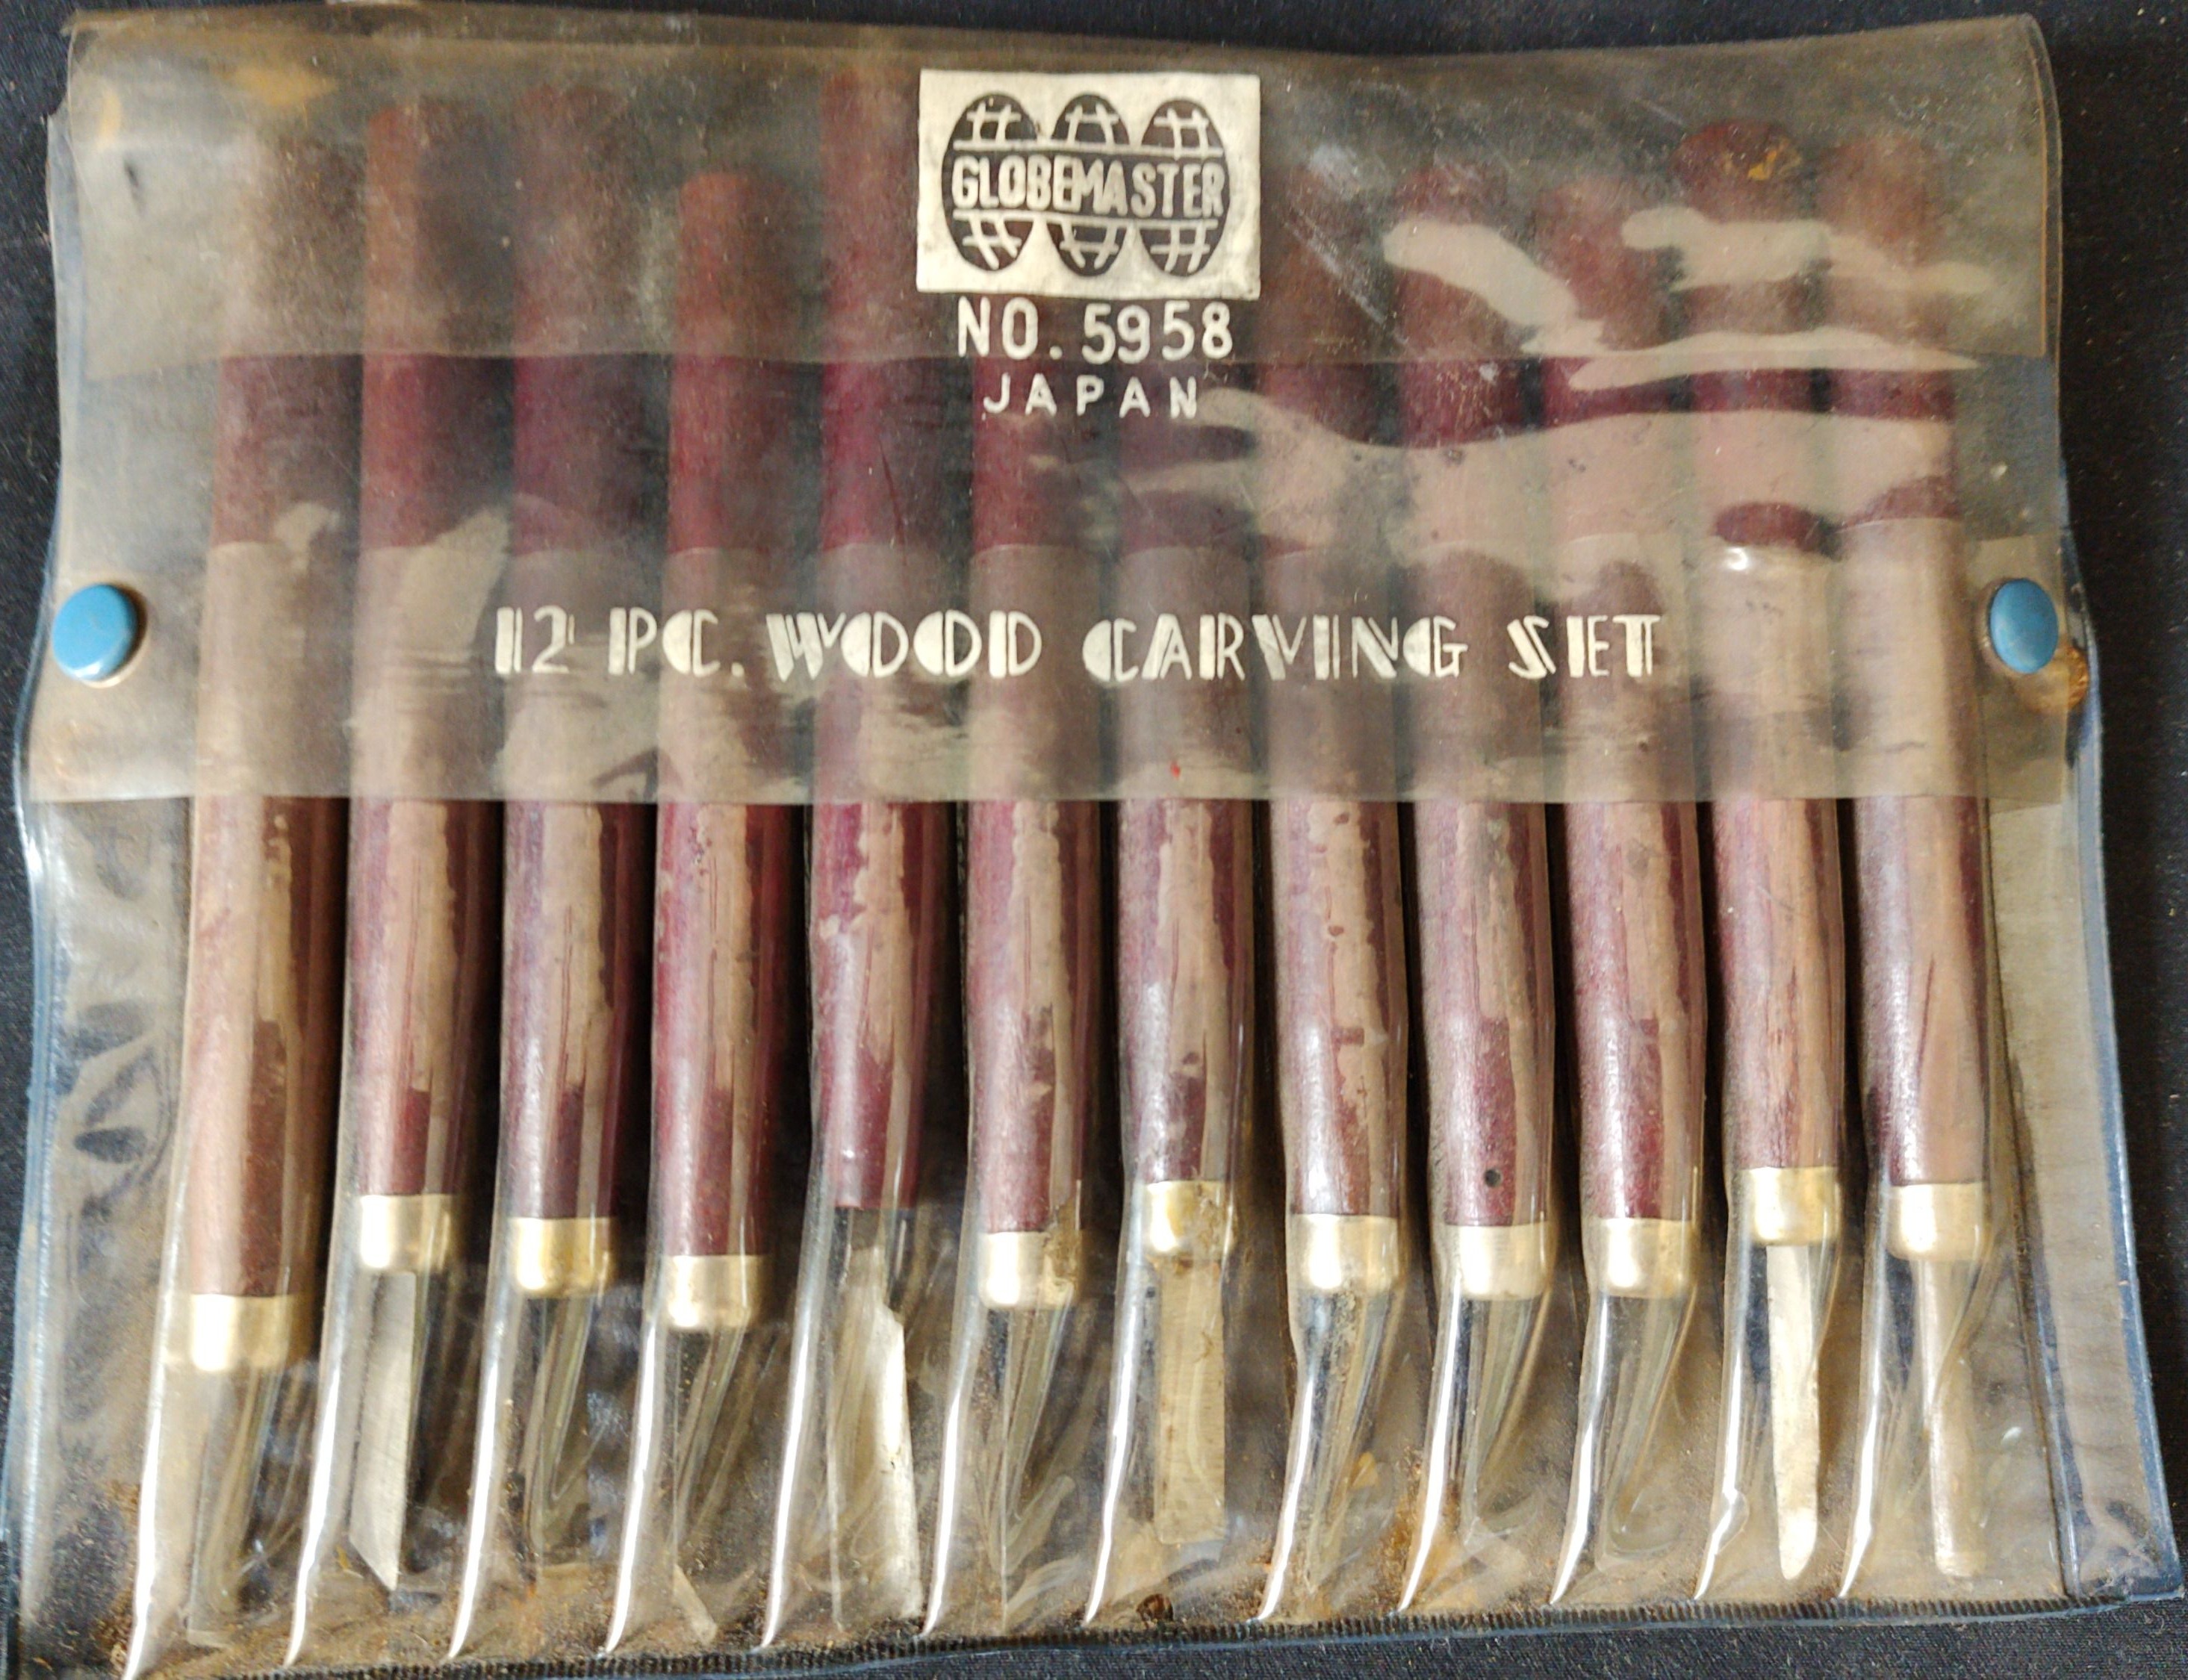 GLOBEMASTER
NO. 5958
JAPAN
12 PC. WOOD CARVING SET